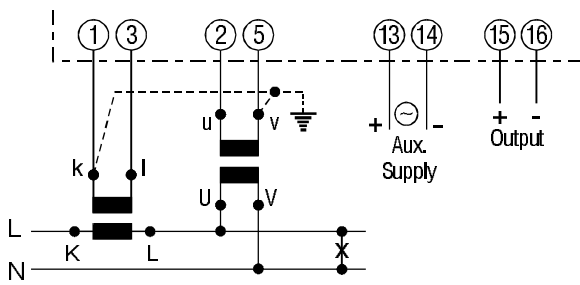 1 3 2 5 13 14 15 16
u v
+ ~ - + -
Aux. Output
Supply
k l
U V
L
K L X
N